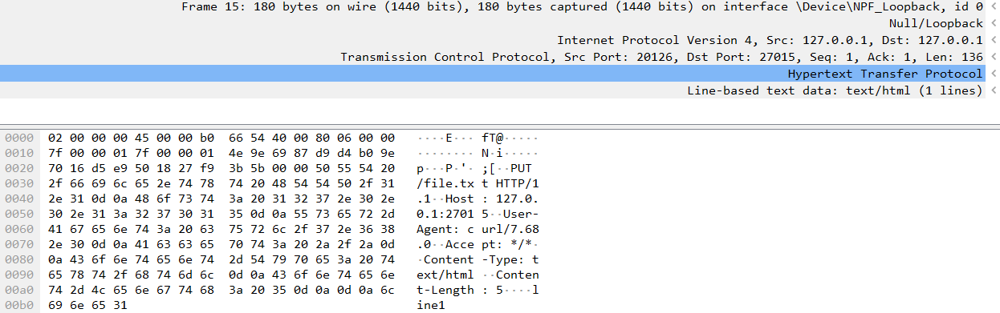 Frame 15: 180 bytes on wire (1440 bits), 180 bytes captured (1440 bits) on interface \Device\NPF_Loopback, id 0
Null/Loopback
Internet Protocol Version 4, Src: 127.0.0.1, Dst: 127.0.0.1
Transmission Control Protocol, Src Port: 20126, Dst Port: 27015, Seq: 1, Ack: 1, Len: 136
Hypertext Transfer Protocol
Line-based text data: text/html (1 lines)
0000 02 00 00 00 45 00 00 b0 66 54 40 00 80 06 00 00 ····E··· fT@·····
0010 7f 00 00 01 7f 00 00 01 4e 9e 69 87 d9 d4 b0 9e ········ N·i·····
0020 70 16 d5 e9 50 18 27 f9 3b 5b 00 00 50 55 54 20 p···P·'· ;[··PUT
0030 2f 66 69 6c 65 2e 74 78 74 20 48 54 54 50 2f 31 /file.tx t HTTP/1
0040 2e 31 0d 0a 48 6f 73 74 3a 20 31 32 37 2e 30 2e .1··Host : 127.0.
0050 30 2e 31 3a 32 37 30 31 35 0d 0a 55 73 65 72 2d 0.1:2701 5··User-
0060 41 67 65 6e 74 3a 20 63 75 72 6c 2f 37 2e 36 38 Agent: c url/7.68
0070 2e 30 0d 0a 41 63 63 65 70 74 3a 20 2a 2f 2a 0d .0··Acce pt: */*·
0080 0a 43 6f 6e 74 65 6e 74 2d 54 79 70 65 3a 20 74 ·Content -Type: t
0090 65 78 74 2f 68 74 6d 6c 0d 0a 43 6f 6e 74 65 6e ext/html ··Conten
00a0 74 2d 4c 65 6e 67 74 68 3a 20 35 0d 0a 0d 0a 6c t-Length : 5····l
00b0 69 6e 65 31 ine1